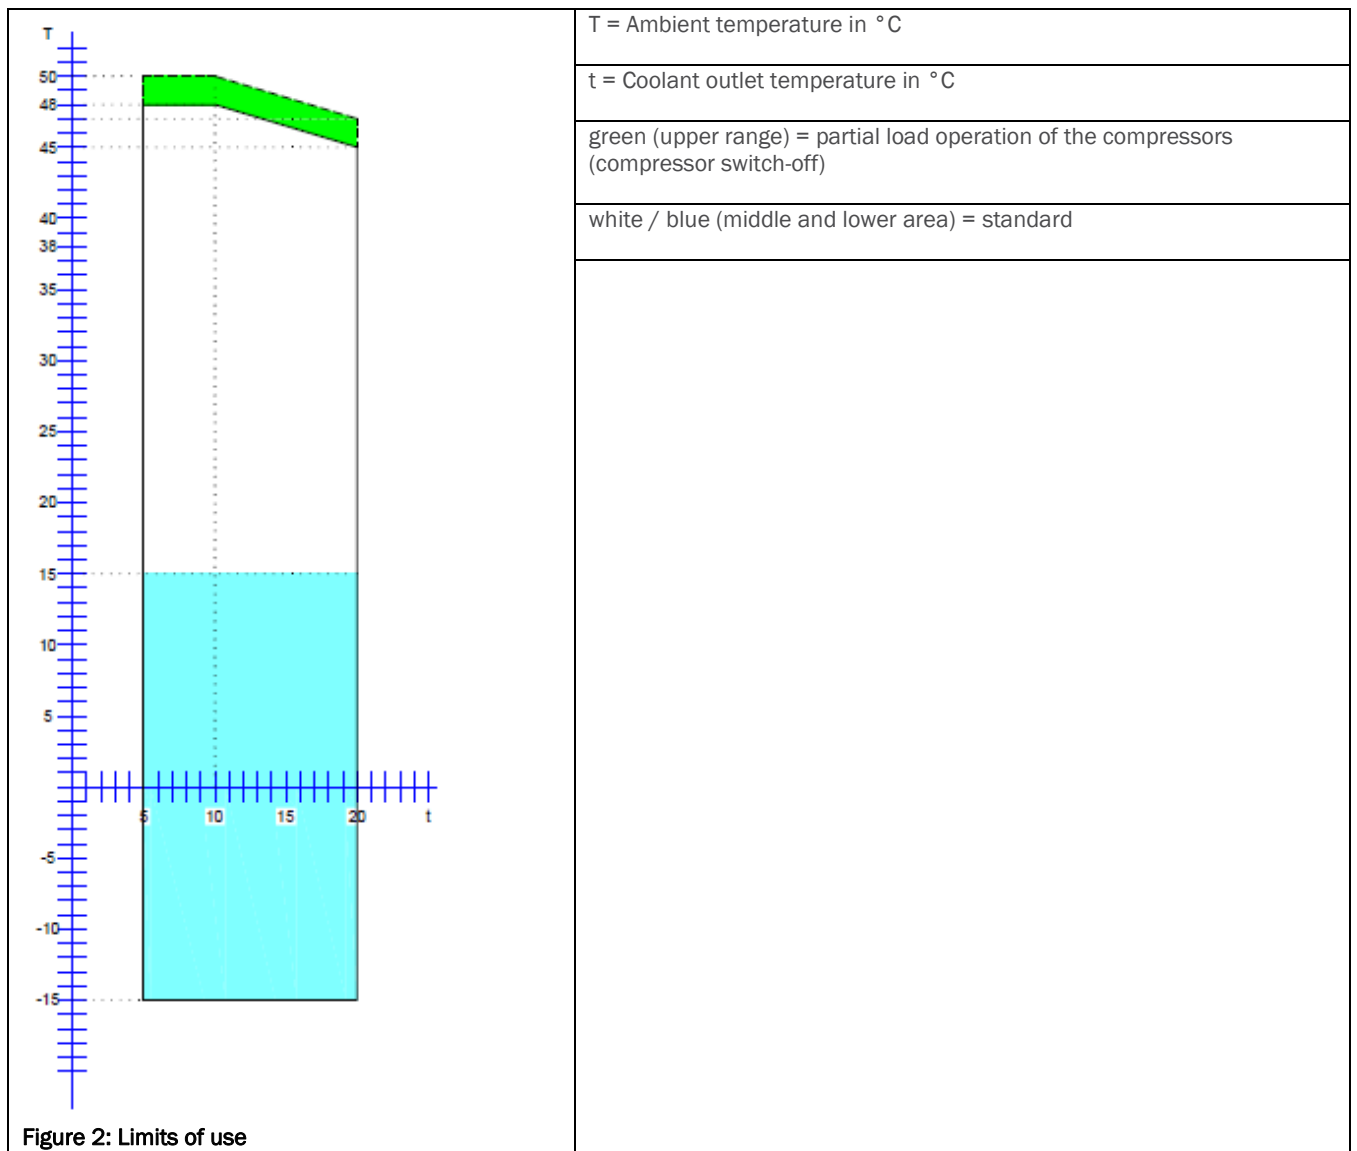 T
50
48
45
40
38
35
30
25
20
15
10
5
5
10
15
20
t
-5
-10
-15
Figure 2: Limits of use
T = Ambient temperature in °C
t = Coolant outlet temperature in °C
green (upper range) = partial load operation of the compressors
(compressor switch-off)
white / blue (middle and lower area) = standard